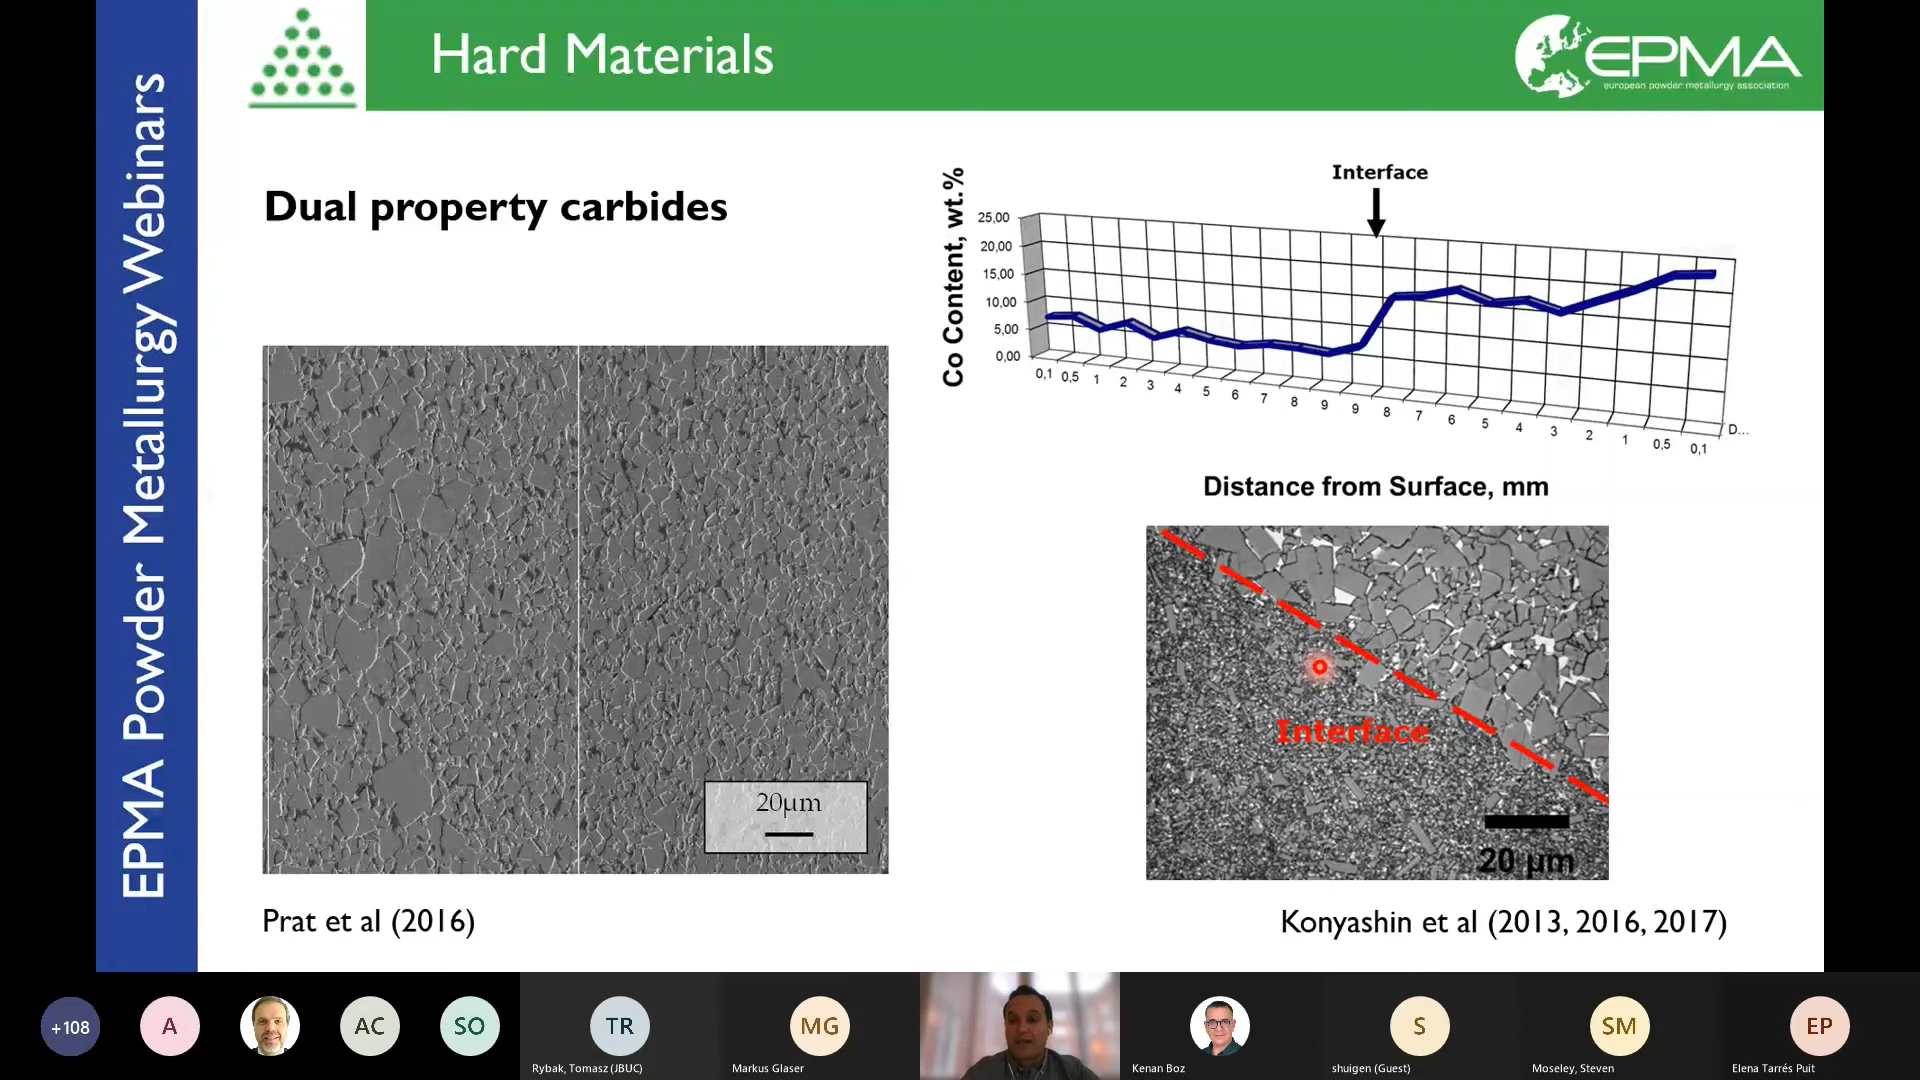 EPMA Powder Metallurgy Webinars
Hard Materials
EPMA
european powder metallurgy association
Dual property carbides
20µm
Prat et al (2016)
Interface
Co Content, wt.%
25,00
20,00
15,00
10,00
5,00
0,00
0,1 0,5 1 2 3 4 5 6 7 8 9 9 8 7 6 5 4 3 2 1 0,5 0,1
D...
Distance from Surface, mm
Interface
20 µm
Konyashin et al (2013, 2016, 2017)
+108
A
AC
SO
TR
MG
S
SM
EP
Rybak, Tomasz (JBUC)
Markus Glaser
Kenan Boz
shuigen (Guest)
Moseley, Steven
Elena Tarrés Puit